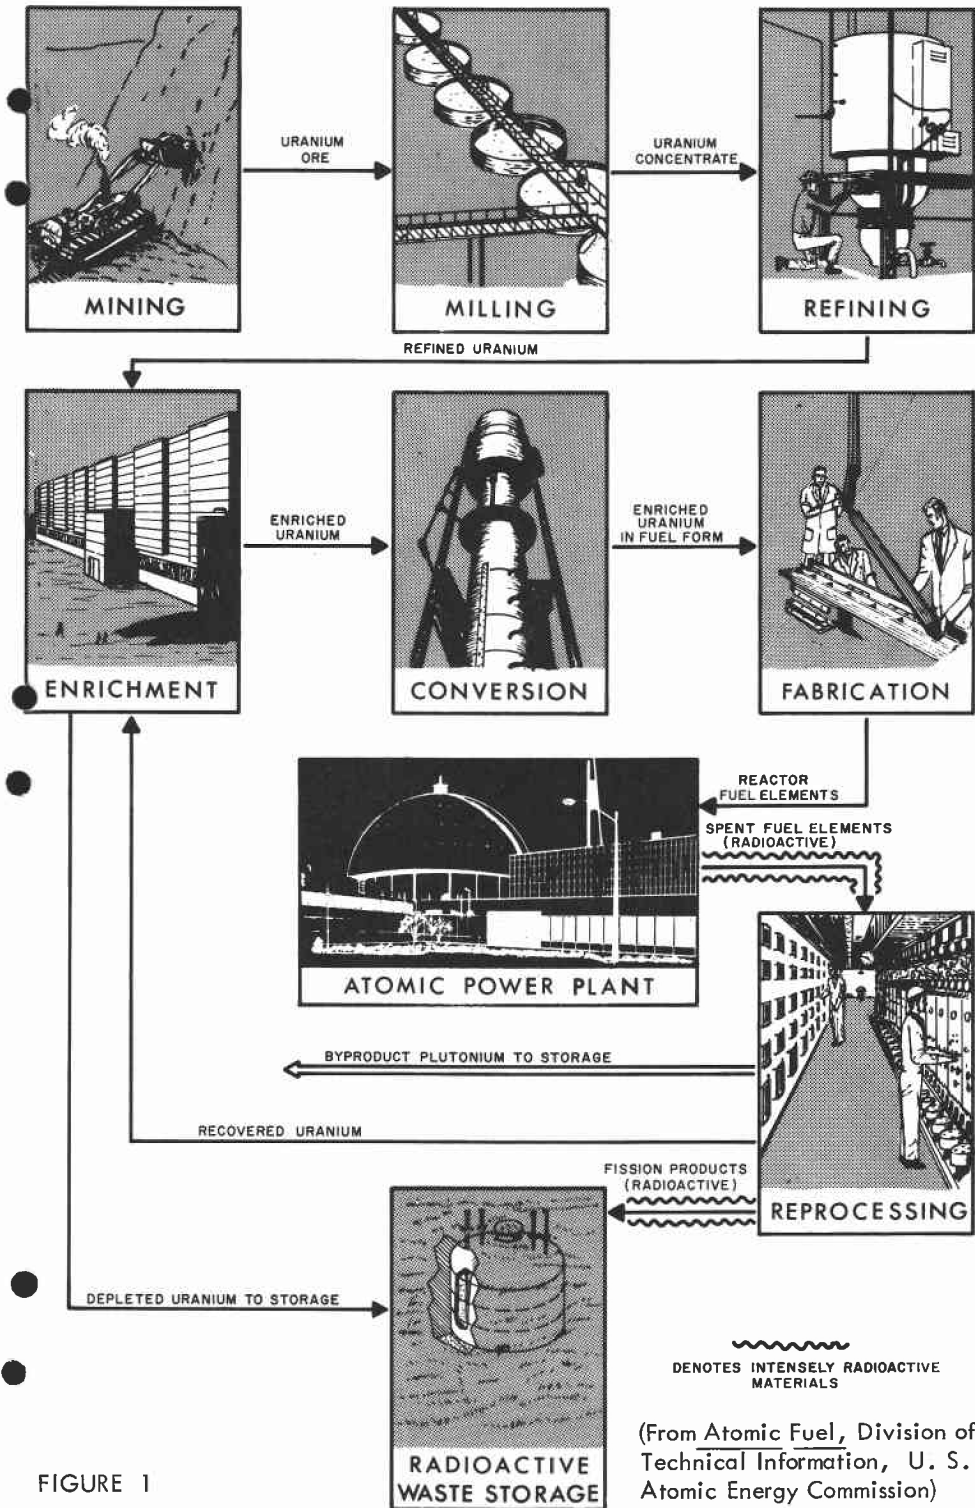 URANIUM
ORE
URANIUM
CONCENTRATE
MINING
MILLING
REFINING
REFINED URANIUM
ENRICHED
URANIUM
ENRICHED
URANIUM
IN FUEL FORM
ENRICHMENT
CONVERSION
FABRICATION
REACTOR
FUEL ELEMENTS
SPENT FUEL ELEMENTS
(RADIOACTIVE)
ATOMIC POWER PLANT
BYPRODUCT PLUTONIUM TO STORAGE
RECOVERED URANIUM
FISSION PRODUCTS
(RADIOACTIVE)
REPROCESSING
DEPLETED URANIUM TO STORAGE
DENOTES INTENSELY RADIOACTIVE
MATERIALS
RADIOACTIVE
WASTE STORAGE
(From Atomic Fuel, Division of
Technical Information, U. S.
Atomic Energy Commission)
FIGURE 1